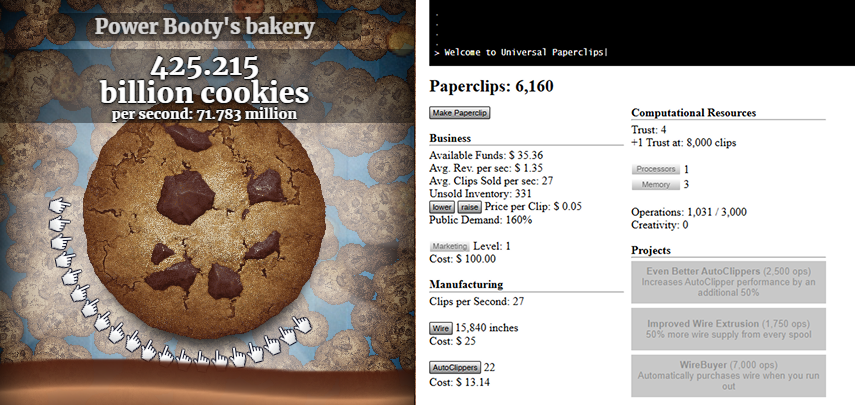 Power Booty's bakery
425.215
billion cookies
per second: 71.783 million
.
.
.
.
> Welcome to Universal Paperclips|
Paperclips: 6,160
Make Paperclip
Business
Available Funds: $ 35.36
Avg. Rev. per sec: $ 1.35
Avg. Clips Sold per sec: 27
Unsold Inventory: 331
lower raise Price per Clip: $ 0.05
Public Demand: 160%
Marketing Level: 1
Cost: $ 100.00
Manufacturing
Clips per Second: 27
Wire 15,840 inches
Cost: $ 25
AutoClippers 22
Cost: $ 13.14
Computational Resources
Trust: 4
+1 Trust at: 8,000 clips
Processors 1
Memory 3
Operations: 1,031 / 3,000
Creativity: 0
Projects
Even Better AutoClippers (2,500 ops)
Increases AutoClipper performance by an
additional 50%
Improved Wire Extrusion (1,750 ops)
50% more wire supply from every spool
WireBuyer (7,000 ops)
Automatically purchases wire when you run
out